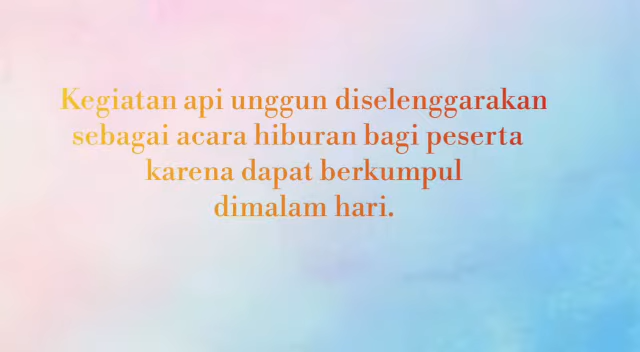 Kegiatan api unggun diselenggarakan
sebagai acara hiburan bagi peserta
karena dapat berkumpul
dimalam hari.